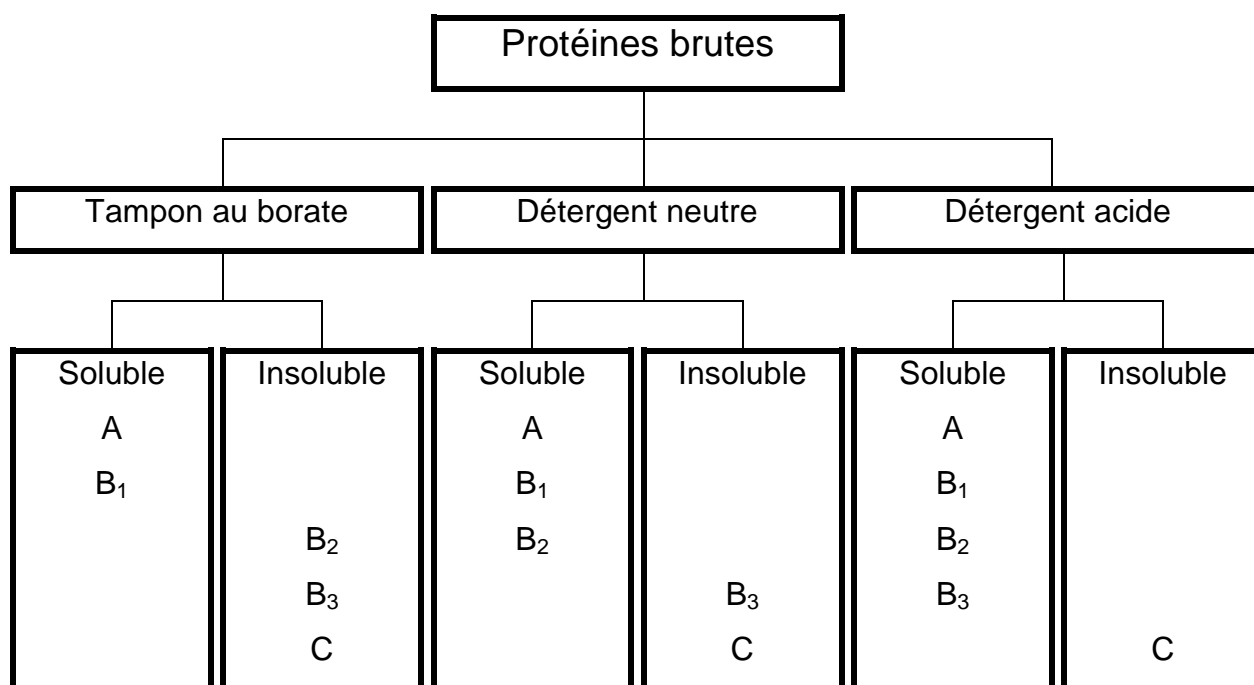 Protéines brutes
Tampon au borate
Détergent neutre
Détergent acide
Soluble
A
B₁
Insoluble
B₂
B₃
C
Soluble
A
B₁
B₂
Insoluble
B₃
C
Soluble
A
B₁
B₂
B₃
Insoluble
C